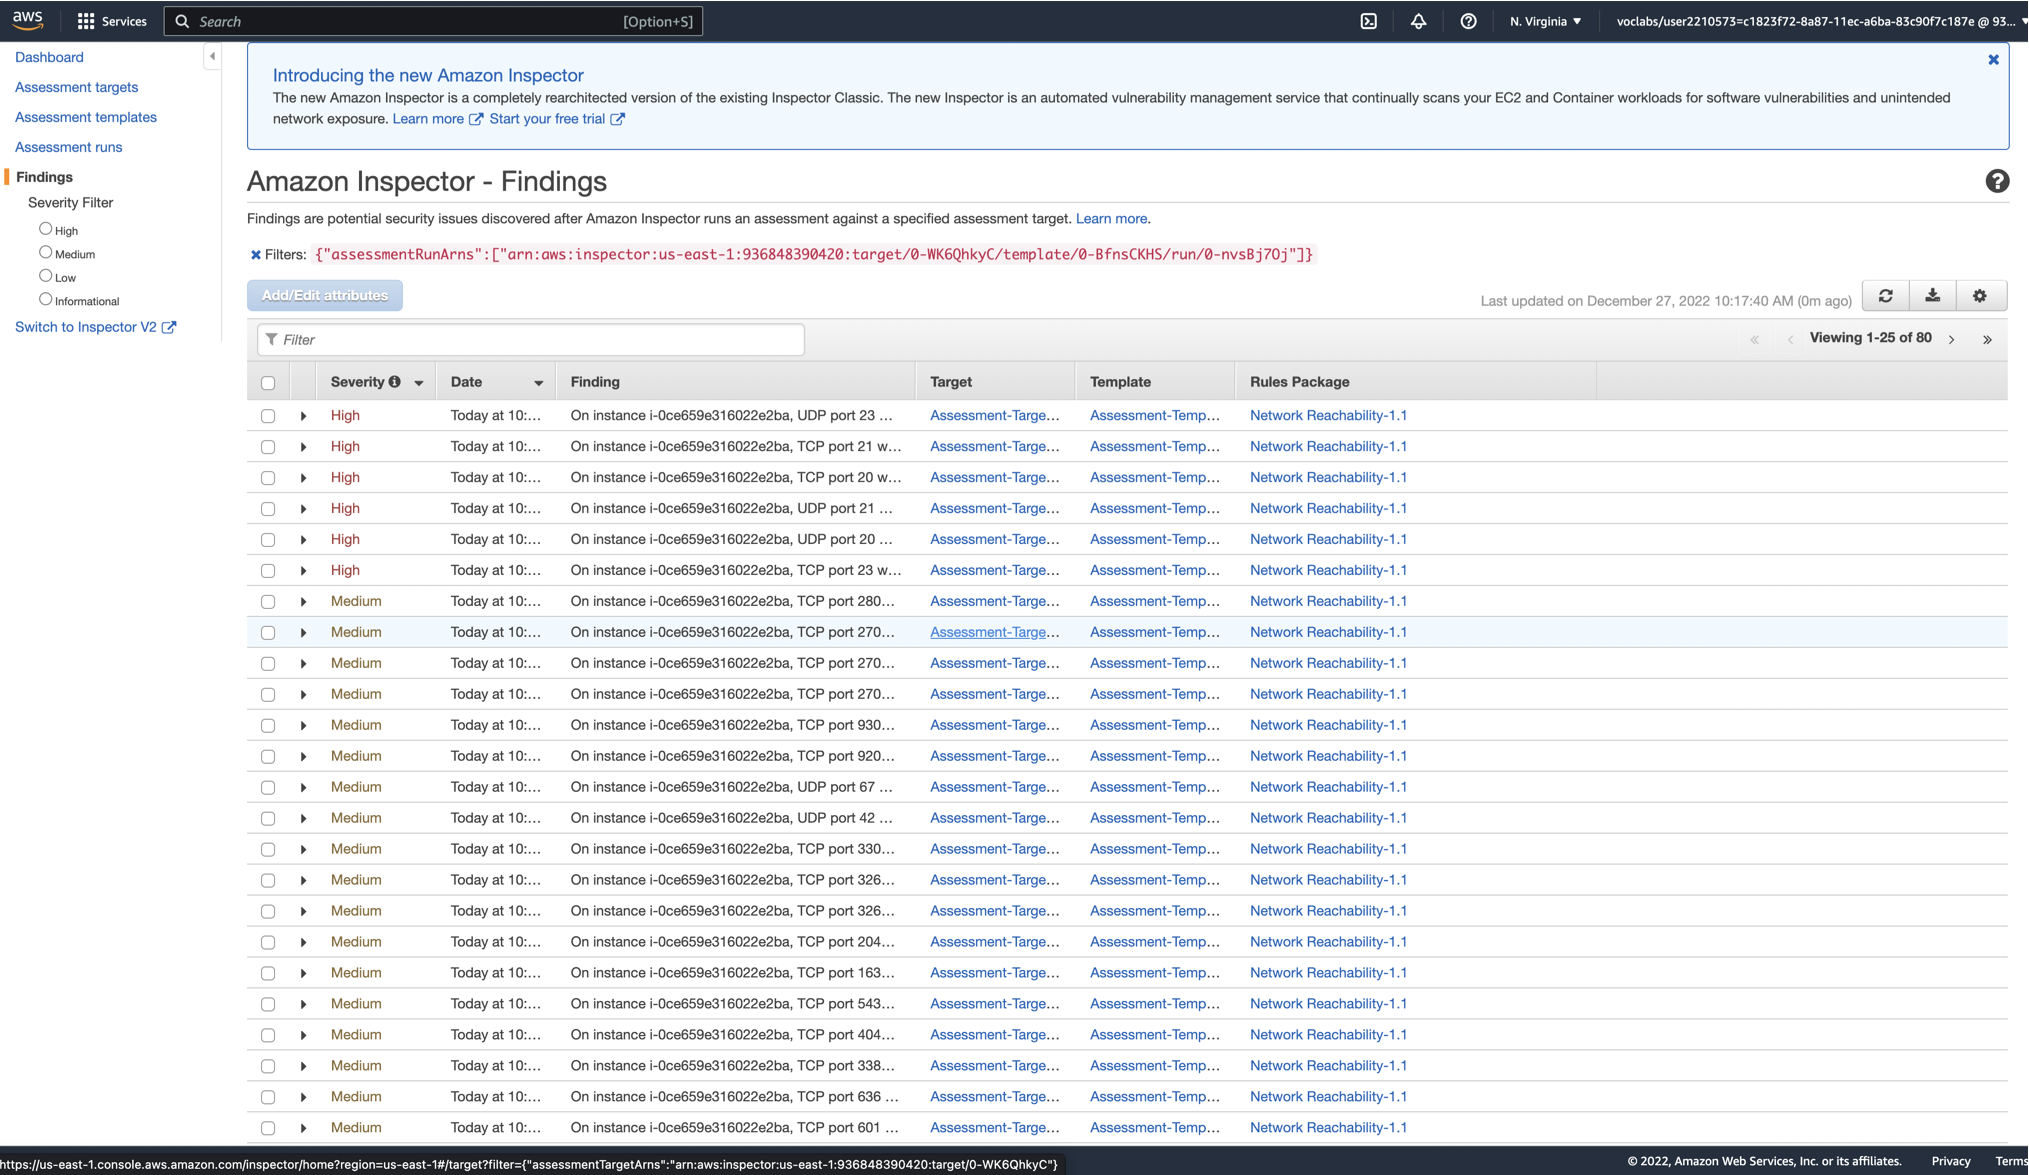 aws Services Search [Option+S] N. Virginia ▼ voclabs/user2210573=c1823f72-8a87-11ec-a6ba-83c90f7c187e @ 93... ▼
Dashboard
Assessment targets
Assessment templates
Assessment runs
Findings
Severity Filter
High
Medium
Low
Informational
Switch to Inspector V2
Introducing the new Amazon Inspector
The new Amazon Inspector is a completely rearchitected version of the existing Inspector Classic. The new Inspector is an automated vulnerability management service that continually scans your EC2 and Container workloads for software vulnerabilities and unintended
network exposure. Learn more Start your free trial
Amazon Inspector - Findings
Findings are potential security issues discovered after Amazon Inspector runs an assessment against a specified assessment target. Learn more.
Filters: {"assessmentRunArns":["arn:aws:inspector:us-east-1:936848390420:target/0-WK6QhkyC/template/0-BfnsCKHS/run/0-nvsBj7Oj"]}
Add/Edit attributes Last updated on December 27, 2022 10:17:40 AM (0m ago)
Filter « ‹ Viewing 1-25 of 80 › »
Severity Date Finding Target Template Rules Package
High Today at 10:... On instance i-0ce659e316022e2ba, UDP port 23 ... Assessment-Targe... Assessment-Temp... Network Reachability-1.1
High Today at 10:... On instance i-0ce659e316022e2ba, TCP port 21 w... Assessment-Targe... Assessment-Temp... Network Reachability-1.1
High Today at 10:... On instance i-0ce659e316022e2ba, TCP port 20 w... Assessment-Targe... Assessment-Temp... Network Reachability-1.1
High Today at 10:... On instance i-0ce659e316022e2ba, UDP port 21 ... Assessment-Targe... Assessment-Temp... Network Reachability-1.1
High Today at 10:... On instance i-0ce659e316022e2ba, UDP port 20 ... Assessment-Targe... Assessment-Temp... Network Reachability-1.1
High Today at 10:... On instance i-0ce659e316022e2ba, TCP port 23 w... Assessment-Targe... Assessment-Temp... Network Reachability-1.1
Medium Today at 10:... On instance i-0ce659e316022e2ba, TCP port 280... Assessment-Targe... Assessment-Temp... Network Reachability-1.1
Medium Today at 10:... On instance i-0ce659e316022e2ba, TCP port 270... Assessment-Targe... Assessment-Temp... Network Reachability-1.1
Medium Today at 10:... On instance i-0ce659e316022e2ba, TCP port 270... Assessment-Targe... Assessment-Temp... Network Reachability-1.1
Medium Today at 10:... On instance i-0ce659e316022e2ba, TCP port 270... Assessment-Targe... Assessment-Temp... Network Reachability-1.1
Medium Today at 10:... On instance i-0ce659e316022e2ba, TCP port 930... Assessment-Targe... Assessment-Temp... Network Reachability-1.1
Medium Today at 10:... On instance i-0ce659e316022e2ba, TCP port 920... Assessment-Targe... Assessment-Temp... Network Reachability-1.1
Medium Today at 10:... On instance i-0ce659e316022e2ba, UDP port 67 ... Assessment-Targe... Assessment-Temp... Network Reachability-1.1
Medium Today at 10:... On instance i-0ce659e316022e2ba, UDP port 42 ... Assessment-Targe... Assessment-Temp... Network Reachability-1.1
Medium Today at 10:... On instance i-0ce659e316022e2ba, TCP port 330... Assessment-Targe... Assessment-Temp... Network Reachability-1.1
Medium Today at 10:... On instance i-0ce659e316022e2ba, TCP port 326... Assessment-Targe... Assessment-Temp... Network Reachability-1.1
Medium Today at 10:... On instance i-0ce659e316022e2ba, TCP port 326... Assessment-Targe... Assessment-Temp... Network Reachability-1.1
Medium Today at 10:... On instance i-0ce659e316022e2ba, TCP port 204... Assessment-Targe... Assessment-Temp... Network Reachability-1.1
Medium Today at 10:... On instance i-0ce659e316022e2ba, TCP port 163... Assessment-Targe... Assessment-Temp... Network Reachability-1.1
Medium Today at 10:... On instance i-0ce659e316022e2ba, TCP port 543... Assessment-Targe... Assessment-Temp... Network Reachability-1.1
Medium Today at 10:... On instance i-0ce659e316022e2ba, TCP port 404... Assessment-Targe... Assessment-Temp... Network Reachability-1.1
Medium Today at 10:... On instance i-0ce659e316022e2ba, TCP port 338... Assessment-Targe... Assessment-Temp... Network Reachability-1.1
Medium Today at 10:... On instance i-0ce659e316022e2ba, TCP port 636 ... Assessment-Targe... Assessment-Temp... Network Reachability-1.1
Medium Today at 10:... On instance i-0ce659e316022e2ba, TCP port 601 ... Assessment-Targe... Assessment-Temp... Network Reachability-1.1
https://us-east-1.console.aws.amazon.com/inspector/home?region=us-east-1#/target?filter={"assessmentTargetArns":"arn:aws:inspector:us-east-1:936848390420:target/0-WK6QhkyC"} © 2022, Amazon Web Services, Inc. or its affiliates. Privacy Terms